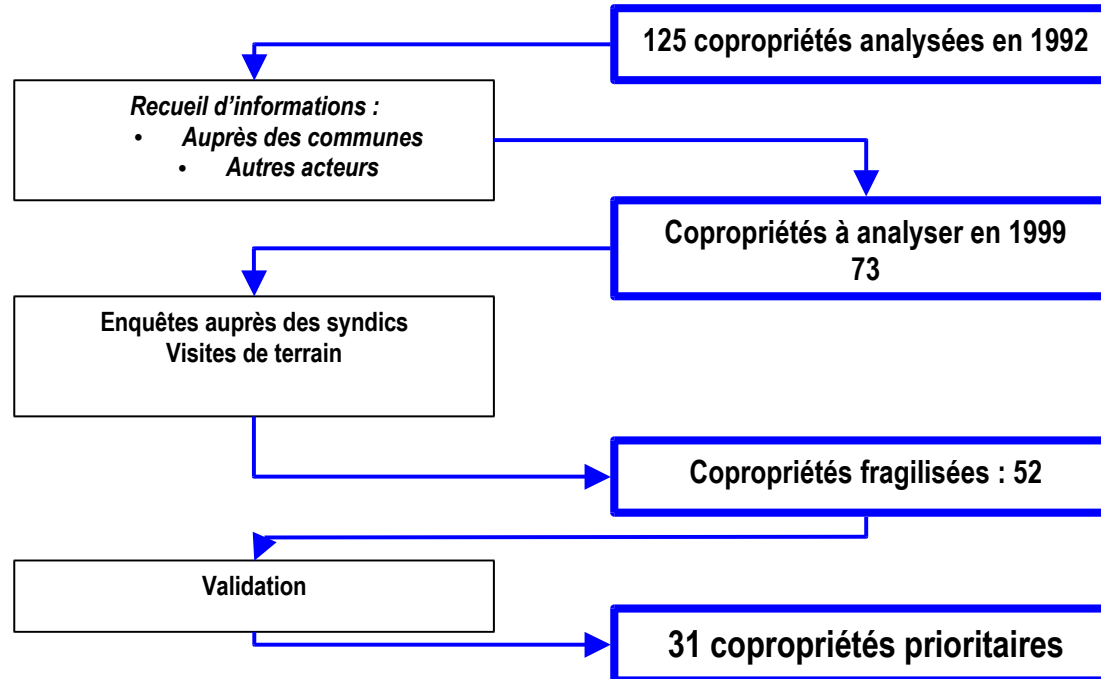 125 copropriétés analysées en 1992
Recueil d’informations :
• Auprès des communes
• Autres acteurs
Copropriétés à analyser en 1999
73
Enquêtes auprès des syndics
Visites de terrain
Copropriétés fragilisées : 52
Validation
31 copropriétés prioritaires